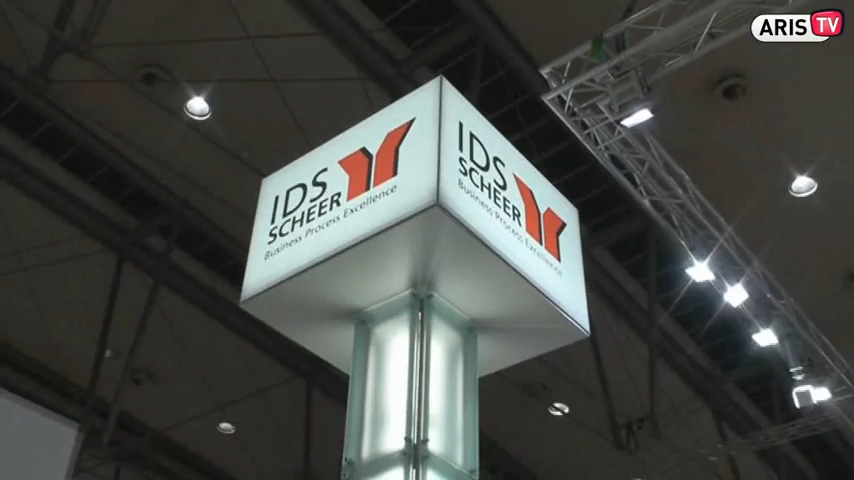 ARIS TV
IDS
SCHEER
Business Process Excellence
IDS
SCHEER
Business Process Excellence